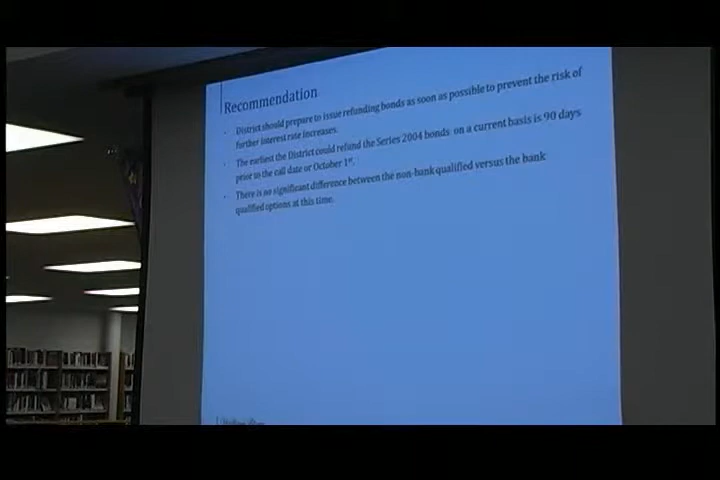 Recommendation
District should prepare to issue refunding bonds as soon as possible to prevent the risk of
further interest rate increases.
The earliest the District could refund the Series 2004 bonds on a current basis is 90 days
prior to the call date or October 1st.
There is no significant difference between the non-bank qualified versus the bank
qualified options at this time.